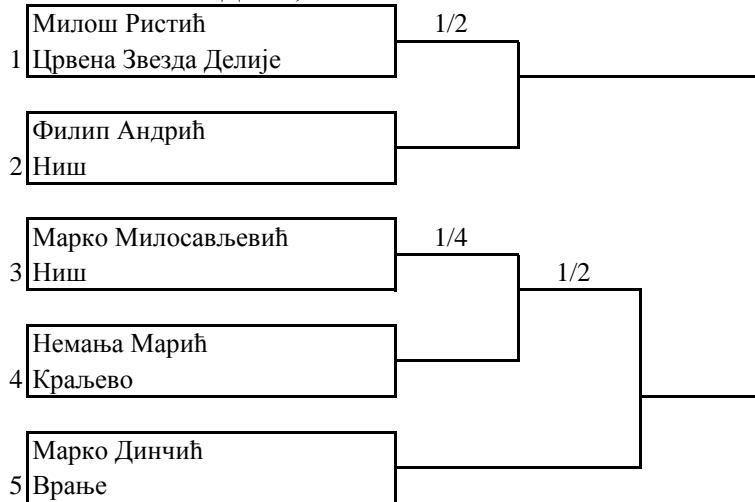 Милош Ристић
1/2
1 Црвена Звезда Делије
Филип Андрић
2 Ниш
Марко Милосављевић
1/4
3 Ниш
1/2
Немања Марић
4 Краљево
Марко Динчић
5 Врање